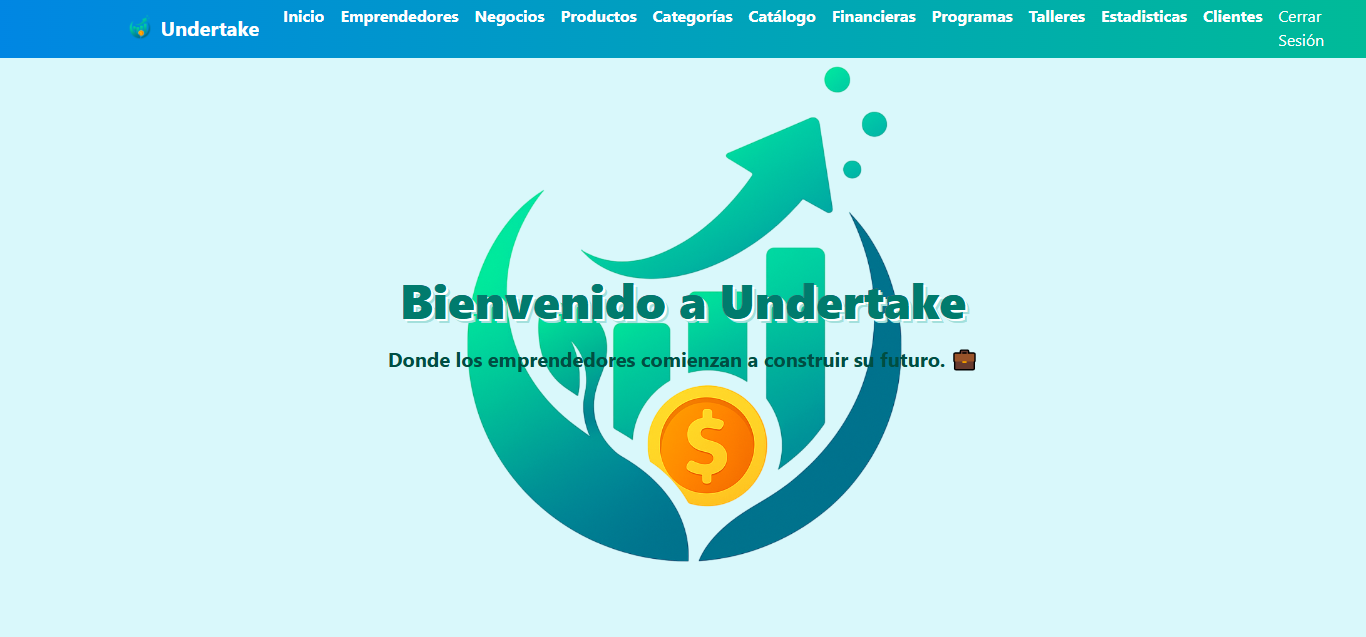 Undertake
Inicio Emprendedores Negocios Productos Categorías Catálogo Financieras Programas Talleres Estadisticas Clientes Cerrar
Sesión
Bienvenido a Undertake
Donde los emprendedores comienzan a construir su futuro. 💼
$